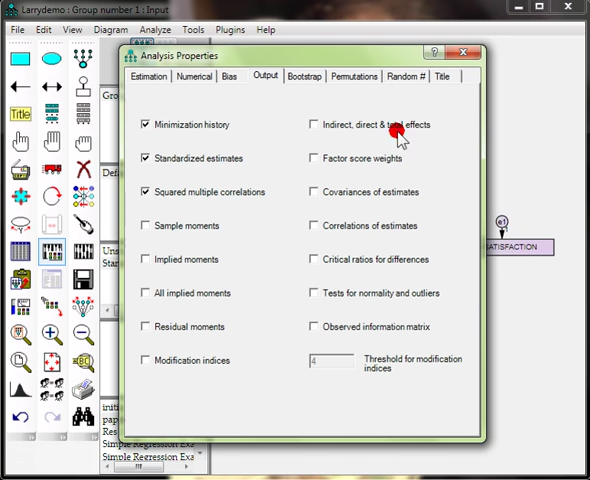 Larrydemo : Group number 1 : Input
File Edit View Diagram Analyze Tools Plugins Help
Analysis Properties
Estimation Numerical Bias Output Bootstrap Permutations Random # Title
Minimization history
Indirect, direct & total effects
Standardized estimates
Factor score weights
Squared multiple correlations
Covariances of estimates
Sample moments
Correlations of estimates
Implied moments
Critical ratios for differences
All implied moments
Tests for normality and outliers
Residual moments
Observed information matrix
Modification indices
4
Threshold for modification
indices
Title
e1
Simple Regression Exa
Simple Regression Exa